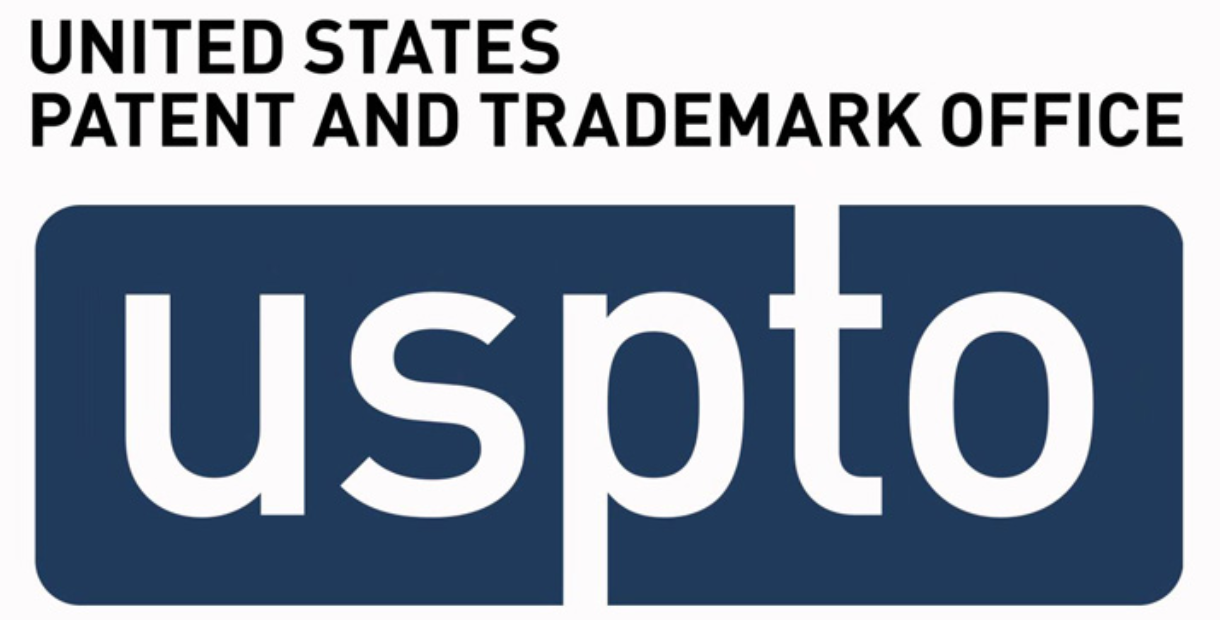 UNITED STATES
PATENT AND TRADEMARK OFFICE
uspto